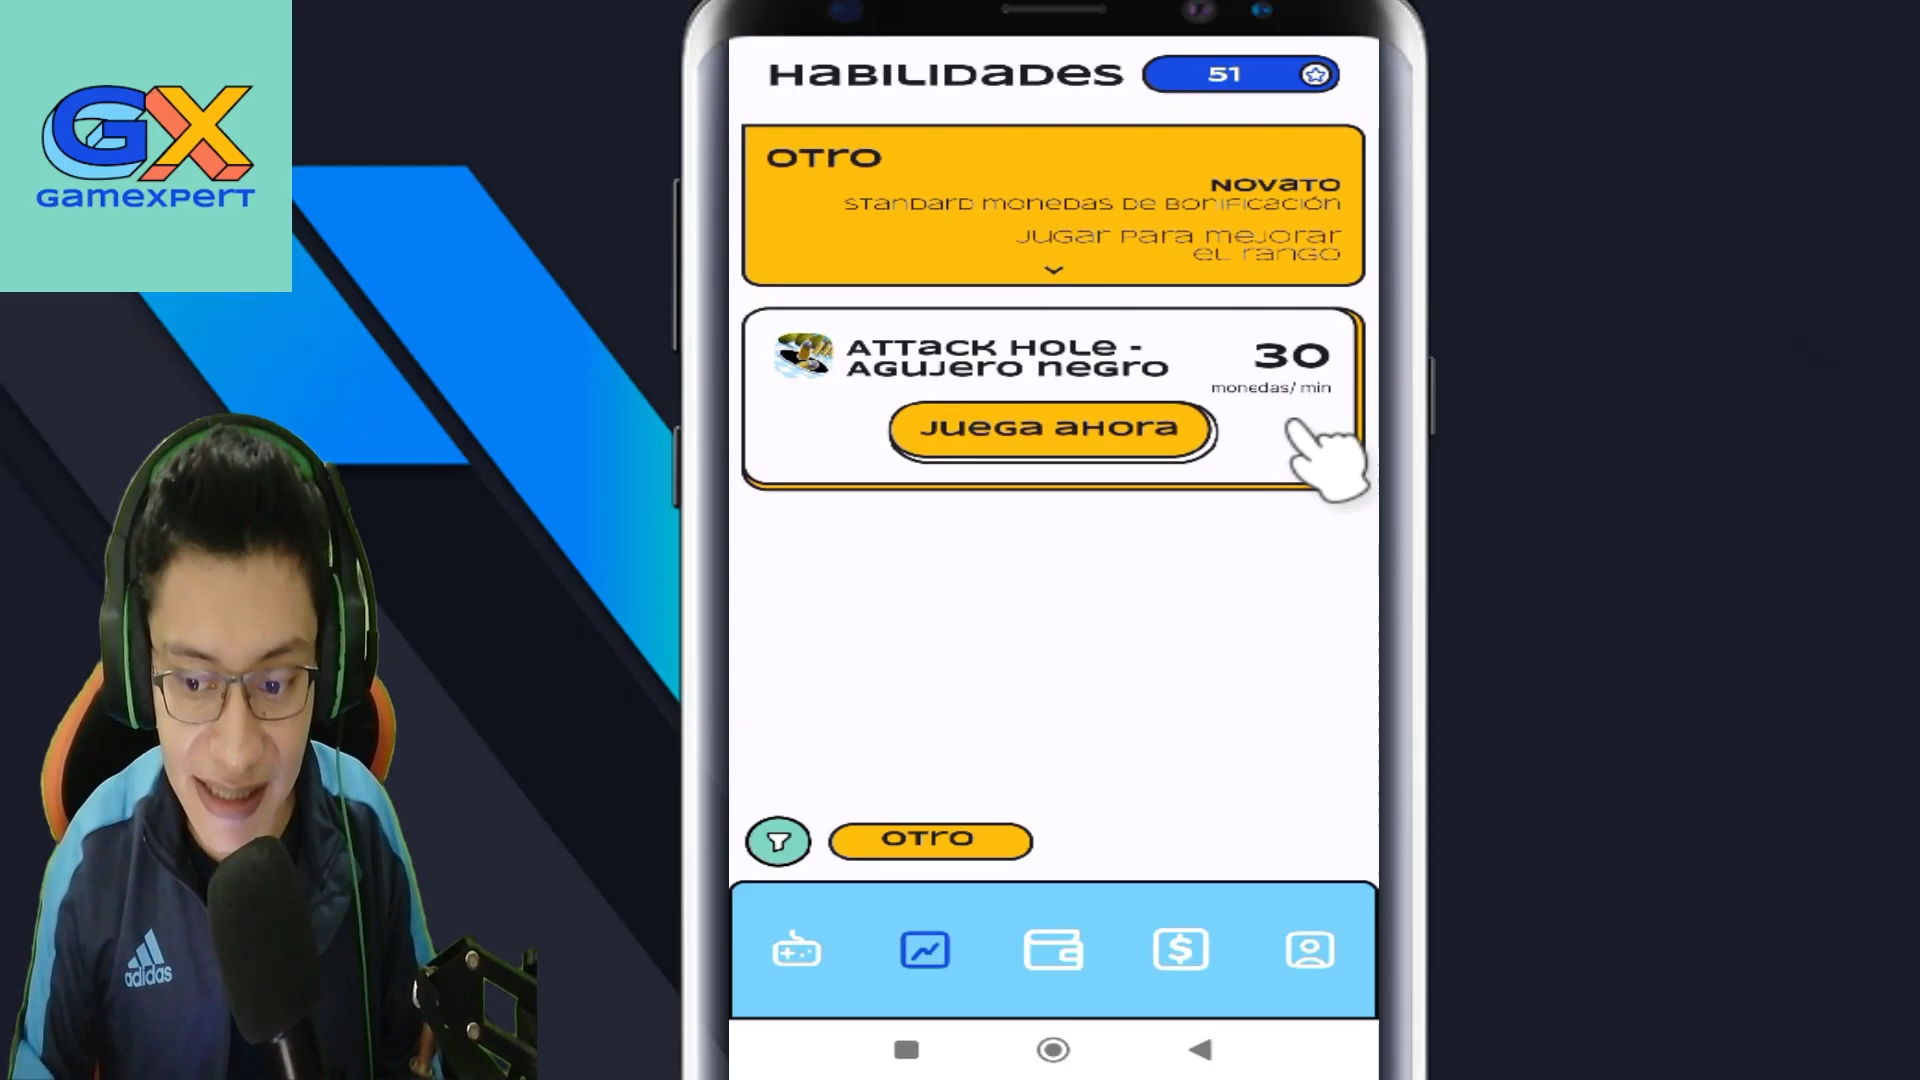 GX
GAMEXPERT
HABILIDADES
51
OTRO
NOVATO
STANDARD MONEDAS DE BONIFICACIÓN
JUGAR PARA MEJORAR
EL RANGO
ATTACK HOLE -
AGUJERO NEGRO
30
monedas/ min
JUEGA AHORA
OTRO
adidas